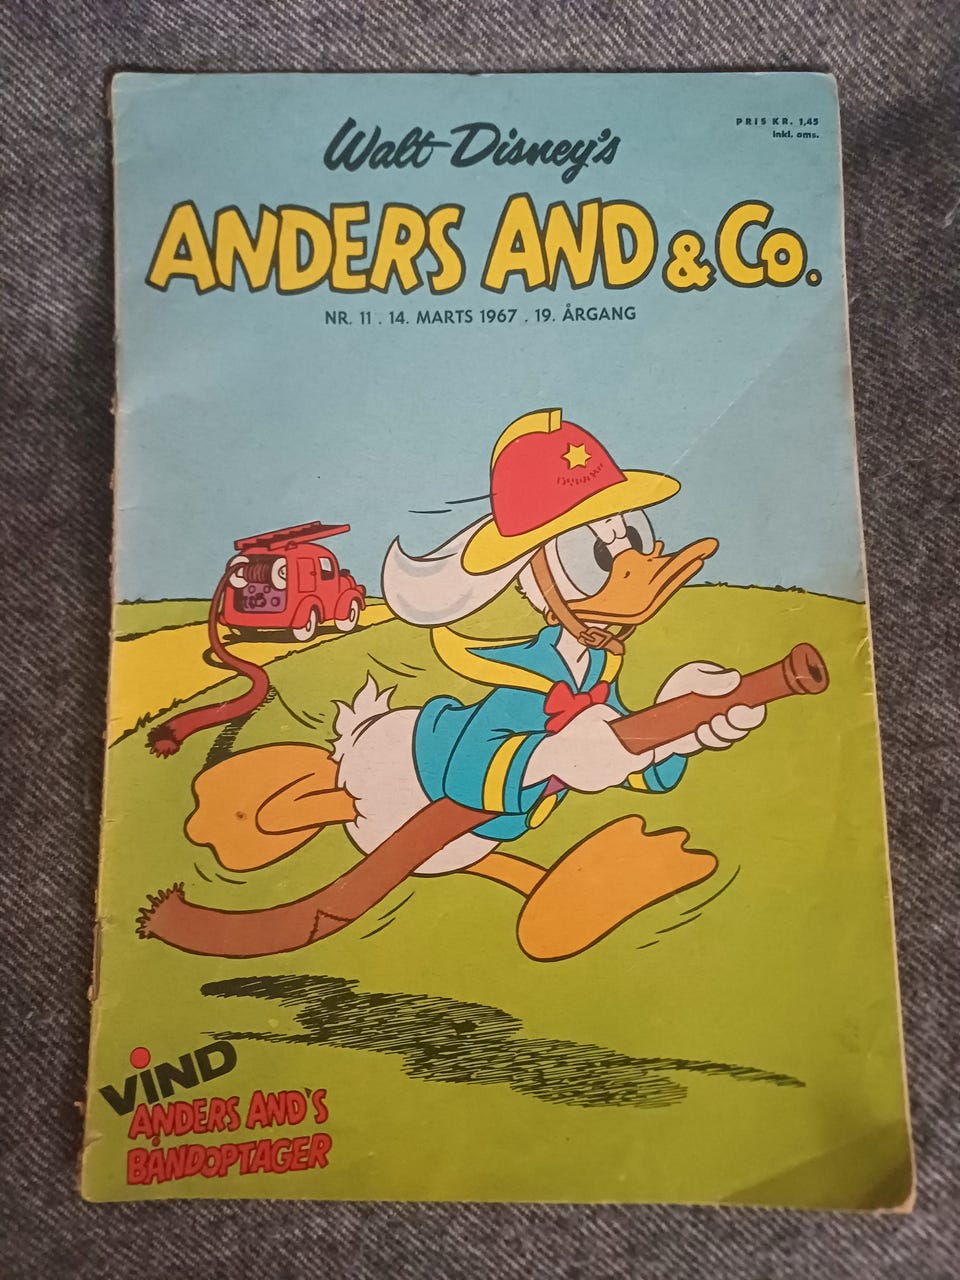 Walt Disney's
PRIS KR. 1,45
inkl. oms.
ANDERS AND & Co.
NR. 11 . 14. MARTS 1967 . 19. ÅRGANG
VIND
ANDERS AND'S
BÅNDOPTAGER